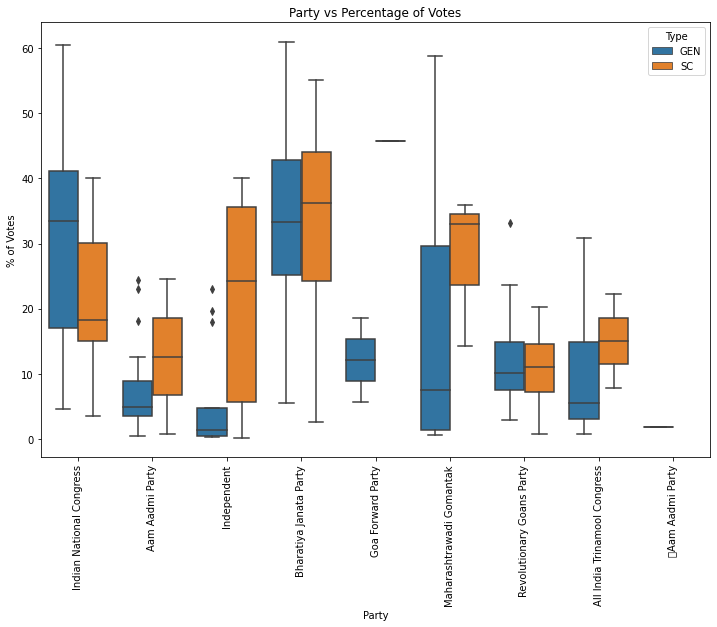 Party vs Percentage of Votes
Type
GEN
SC
60
50
40
30
20
10
0
% of Votes
Indian National Congress
Aam Aadmi Party
Independent
Bharatiya Janata Party
Goa Forward Party
Maharashtrawadi Gomantak
Revolutionary Goans Party
All India Trinamool Congress
▯Aam Aadmi Party
Party